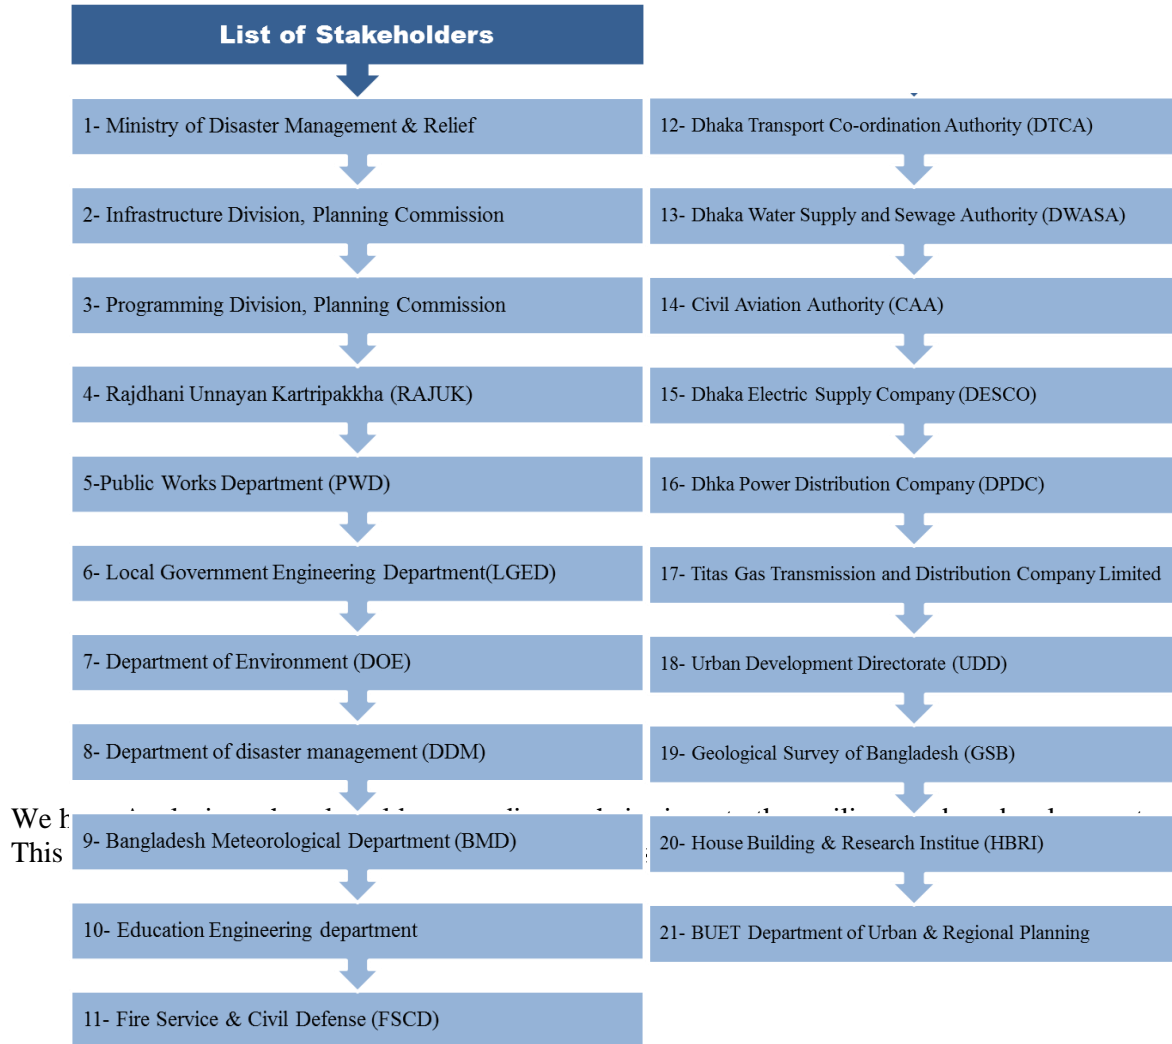 List of Stakeholders
1- Ministry of Disaster Management & Relief
2- Infrastructure Division, Planning Commission
3- Programming Division, Planning Commission
4- Rajdhani Unnayan Kartripakkha (RAJUK)
5-Public Works Department (PWD)
6- Local Government Engineering Department(LGED)
7- Department of Environment (DOE)
8- Department of disaster management (DDM)
9- Bangladesh Meteorological Department (BMD)
10- Education Engineering department
11- Fire Service & Civil Defense (FSCD)
12- Dhaka Transport Co-ordination Authority (DTCA)
13- Dhaka Water Supply and Sewage Authority (DWASA)
14- Civil Aviation Authority (CAA)
15- Dhaka Electric Supply Company (DESCO)
16- Dhka Power Distribution Company (DPDC)
17- Titas Gas Transmission and Distribution Company Limited
18- Urban Development Directorate (UDD)
19- Geological Survey of Bangladesh (GSB)
20- House Building & Research Institue (HBRI)
21- BUET Department of Urban & Regional Planning
We
This